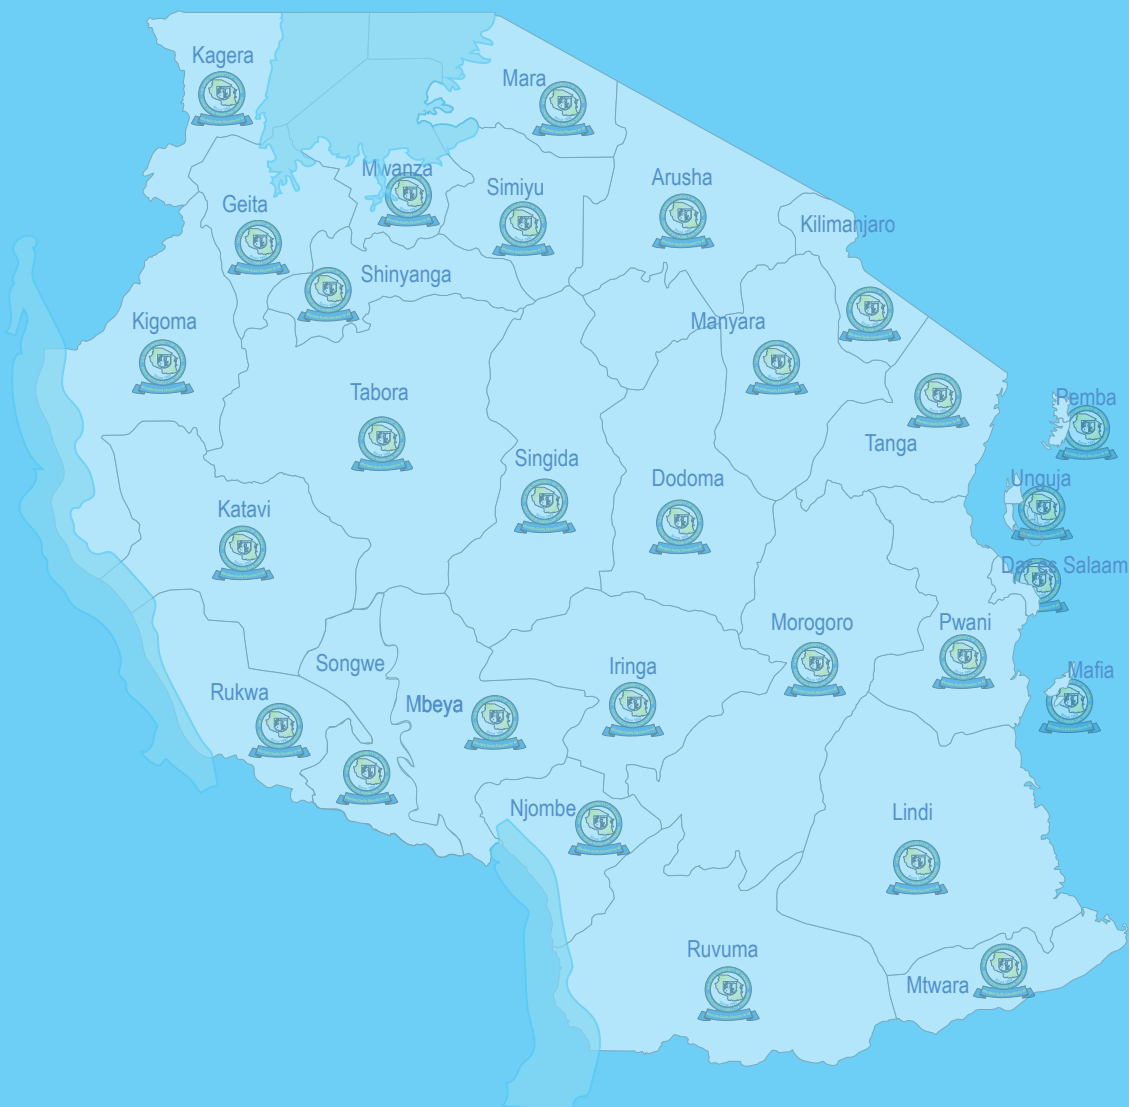 Kagera
Mara
Mwanza
Simiyu
Arusha
Geita
Kilimanjaro
Shinyanga
Kigoma
Manyara
Tabora
Pemba
Tanga
Singida
Dodoma
Unguja
Katavi
Dar es Salaam
Morogoro
Pwani
Songwe
Iringa
Mafia
Rukwa
Mbeya
Njombe
Lindi
Ruvuma
Mtwara